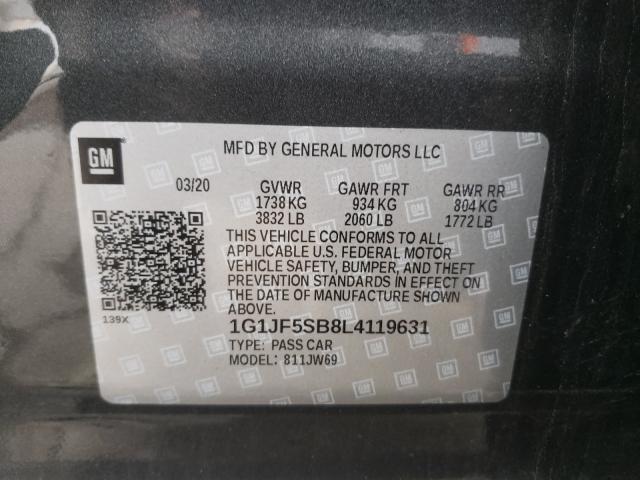 GM
MFD BY GENERAL MOTORS LLC
03/20 GVWR GAWR FRT GAWR RR
1738 KG 934 KG 804 KG
3832 LB 2060 LB 1772 LB
THIS VEHICLE CONFORMS TO ALL
APPLICABLE U.S. FEDERAL MOTOR
VEHICLE SAFETY, BUMPER, AND THEFT
PREVENTION STANDARDS IN EFFECT ON
THE DATE OF MANUFACTURE SHOWN
ABOVE.
139X
1G1JF5SB8L4119631
TYPE: PASS CAR
MODEL: 811JW69